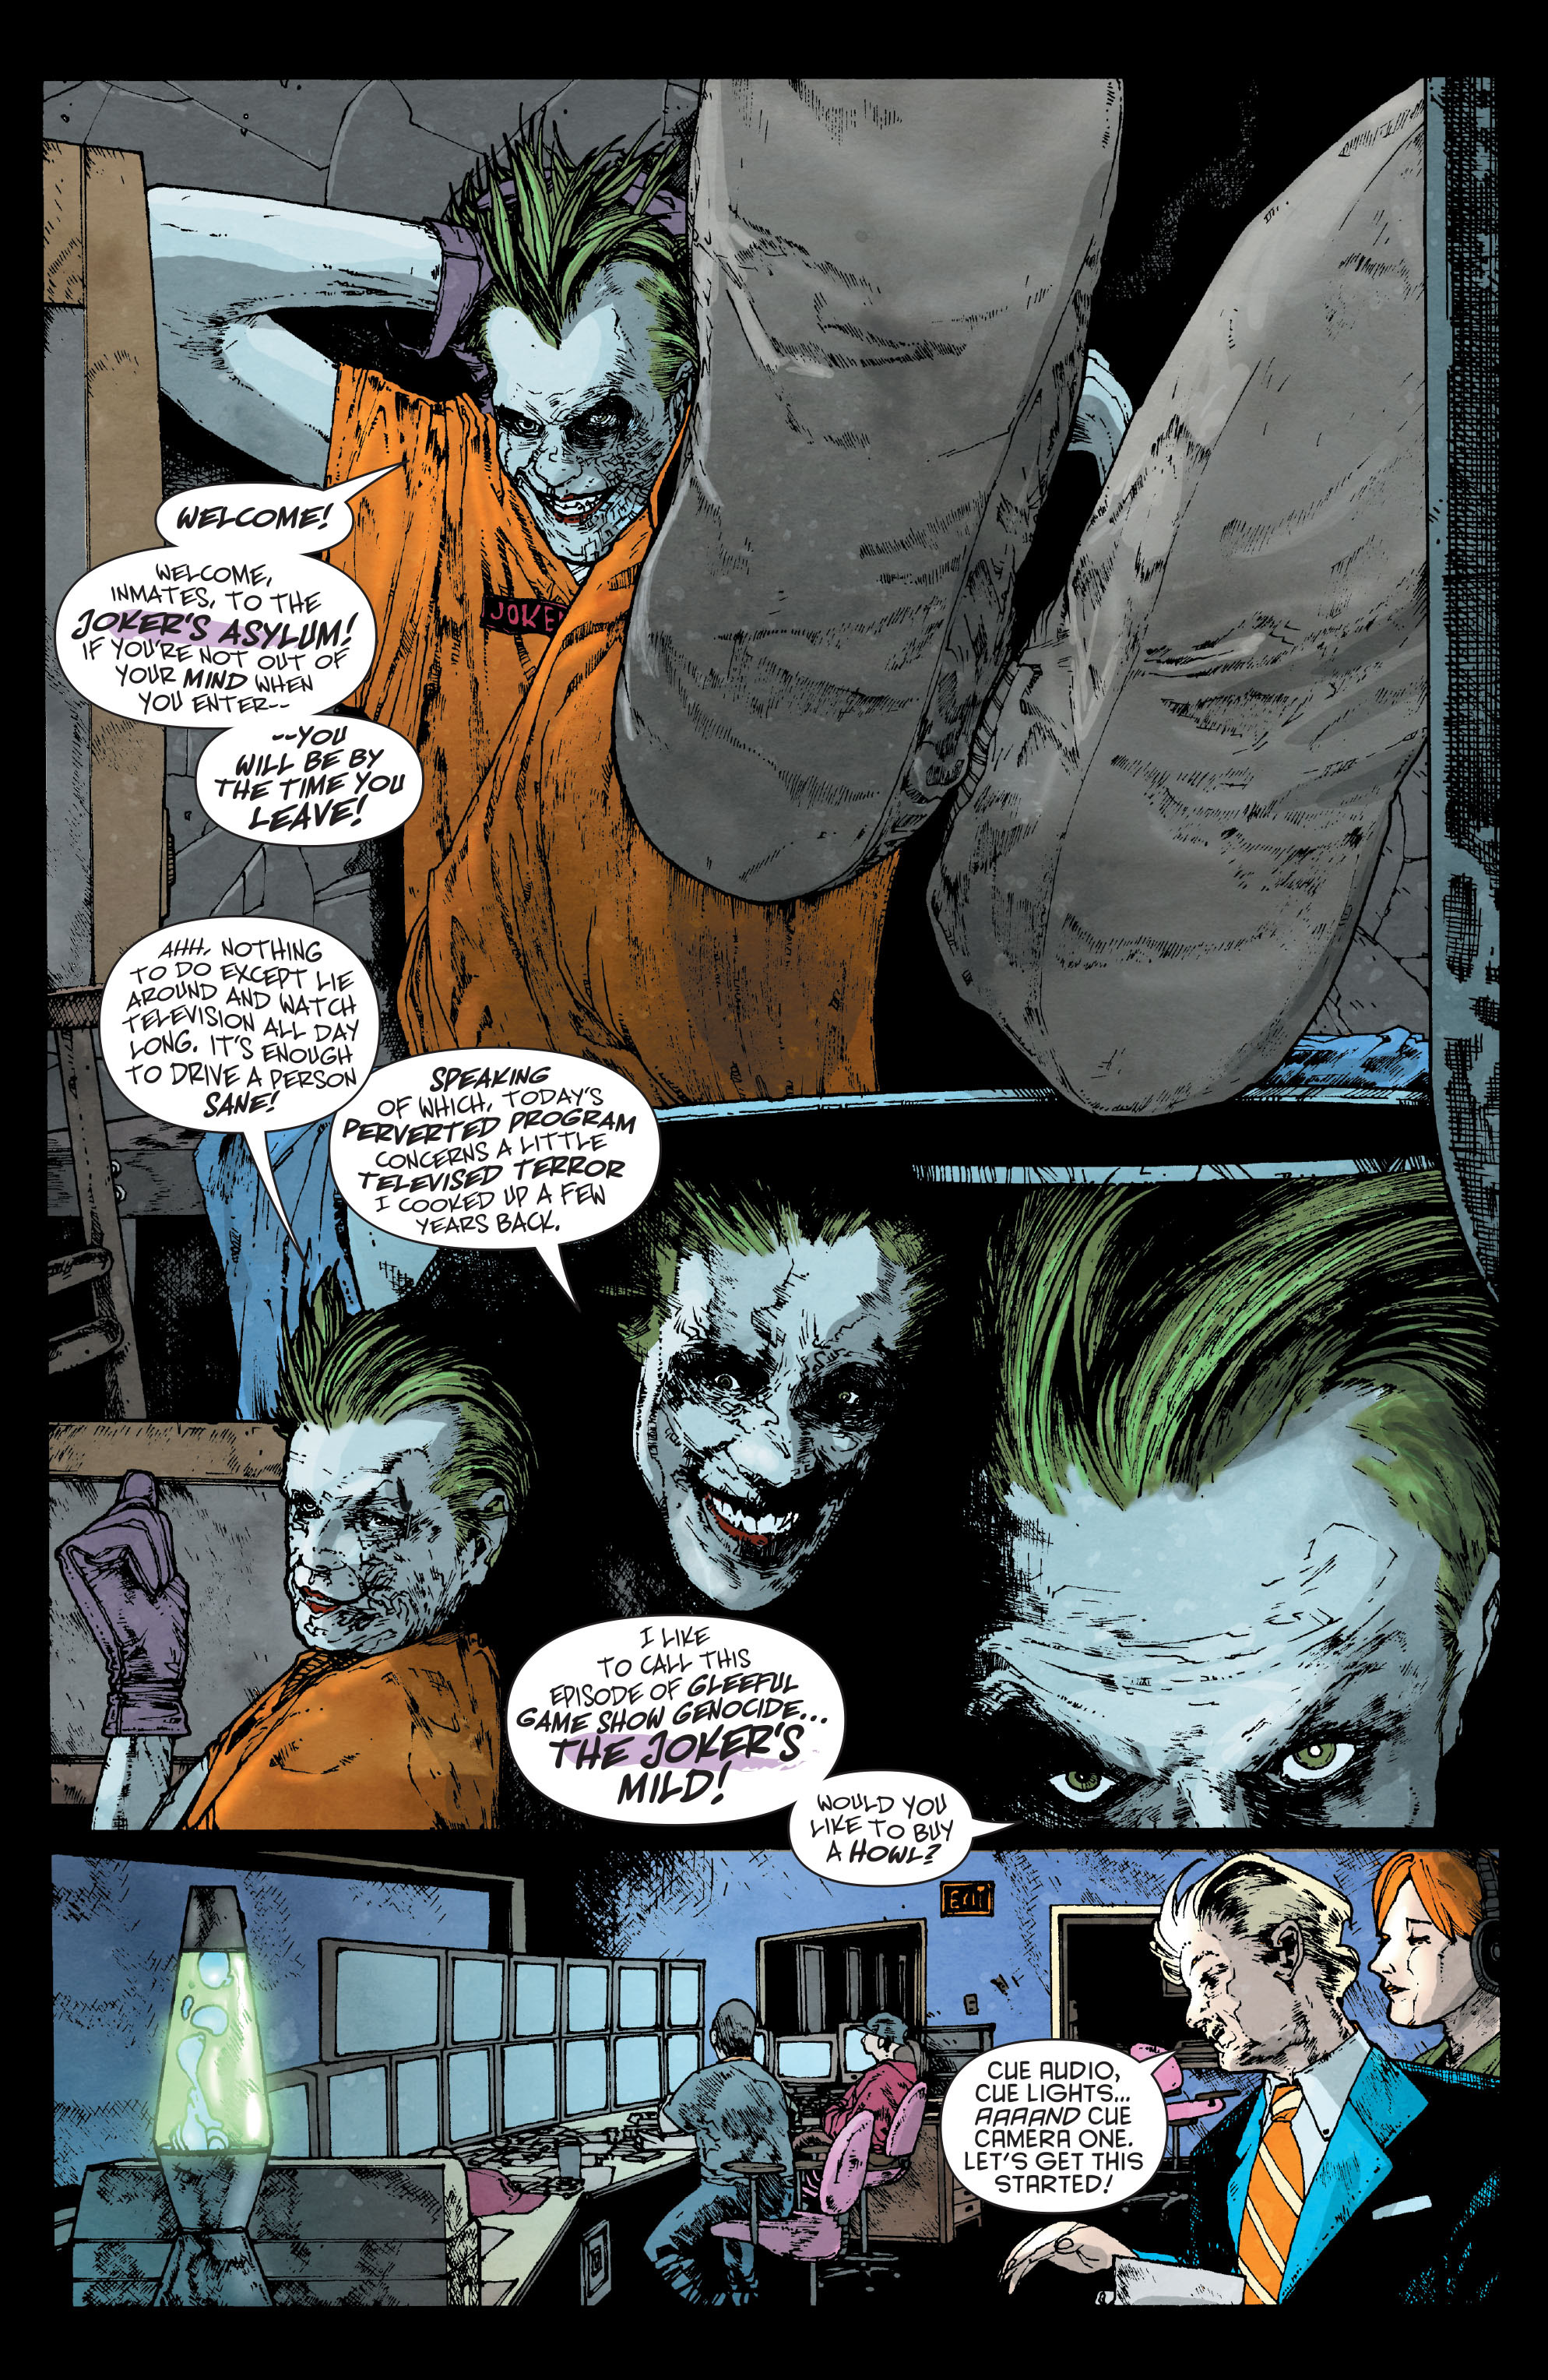 WELCOME!
WELCOME,
INMATES, TO THE
JOKER'S ASYLUM!
IF YOU'RE NOT OUT OF
YOUR MIND WHEN
YOU ENTER--
--YOU
WILL BE BY
THE TIME YOU
LEAVE!
JOKE
AHH, NOTHING
TO DO EXCEPT LIE
AROUND AND WATCH
TELEVISION ALL DAY
LONG. IT'S ENOUGH
TO DRIVE A PERSON
SANE!
SPEAKING
OF WHICH, TODAY'S
PERVERTED PROGRAM
CONCERNS A LITTLE
TELEVISED TERROR
I COOKED UP A FEW
YEARS BACK.
I LIKE
TO CALL THIS
EPISODE OF GLEEFUL
GAME SHOW GENOCIDE...
THE JOKER'S
MILD!
WOULD YOU
LIKE TO BUY
A HOWL?
EXIT
CUE AUDIO,
CUE LIGHTS...
AAAAND CUE
CAMERA ONE.
LET'S GET THIS
STARTED!